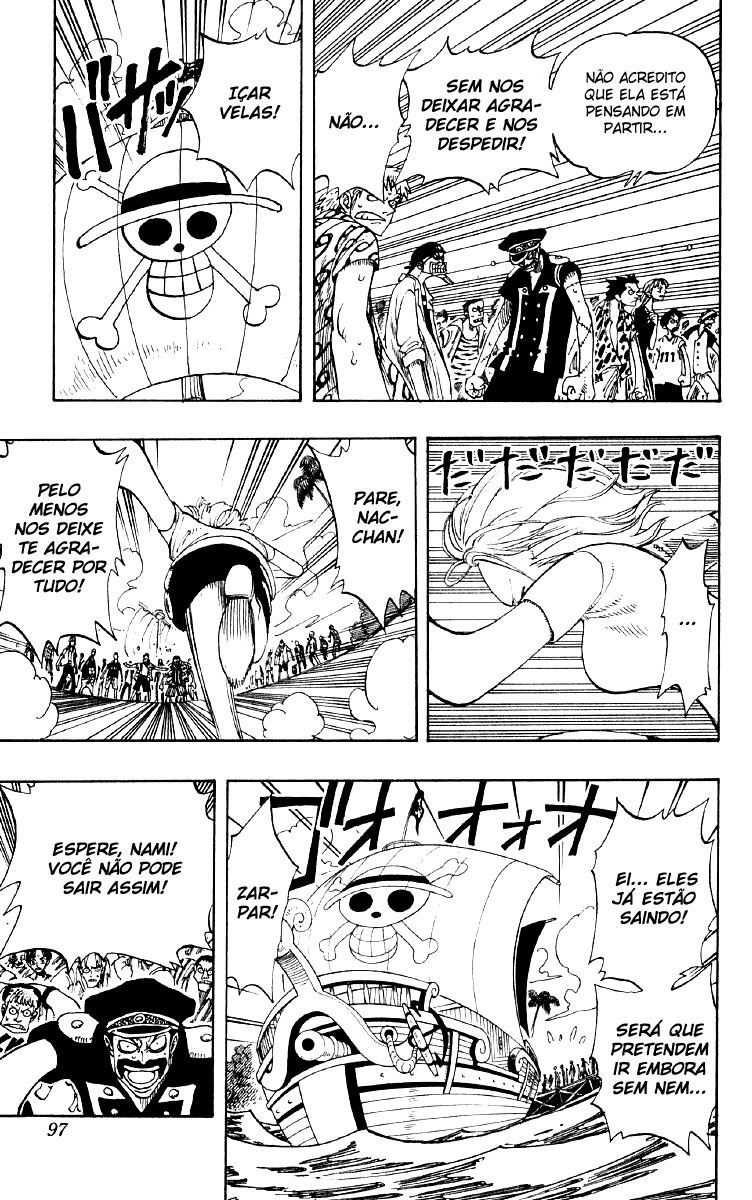 NÃO ACREDITO
QUE ELA ESTÁ
PENSANDO EM
PARTIR...
SEM NOS
DEIXAR AGRA-
DECER E NOS
DESPEDIR!
NÃO...
IÇAR
VELAS!
ババッ
だだだだだ
...
PARE,
NAC-
CHAN!
PELO
MENOS
NOS DEIXE
TE AGRA-
DECER POR
TUDO!
EI... ELES
JÁ ESTÃO
SAINDO!
SERÁ QUE
PRETENDEM
IR EMBORA
SEM NEM...
オオオオ
ZAR-
PAR!
ESPERE, NAMI!
VOCÊ NÃO PODE
SAIR ASSIM!
97
111